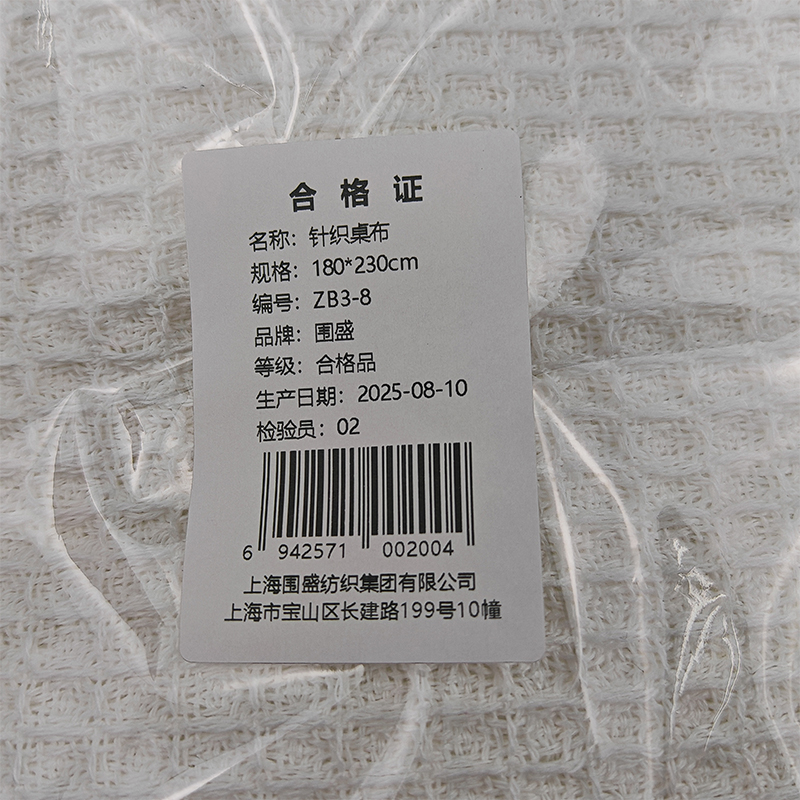 合格证
名称：针织桌布
规格：180*230cm
编号：ZB3-8
品牌：围盛
等级：合格品
生产日期：2025-08-10
检验员：02
6 942571 002004
上海围盛纺织集团有限公司
上海市宝山区长建路199号10幢